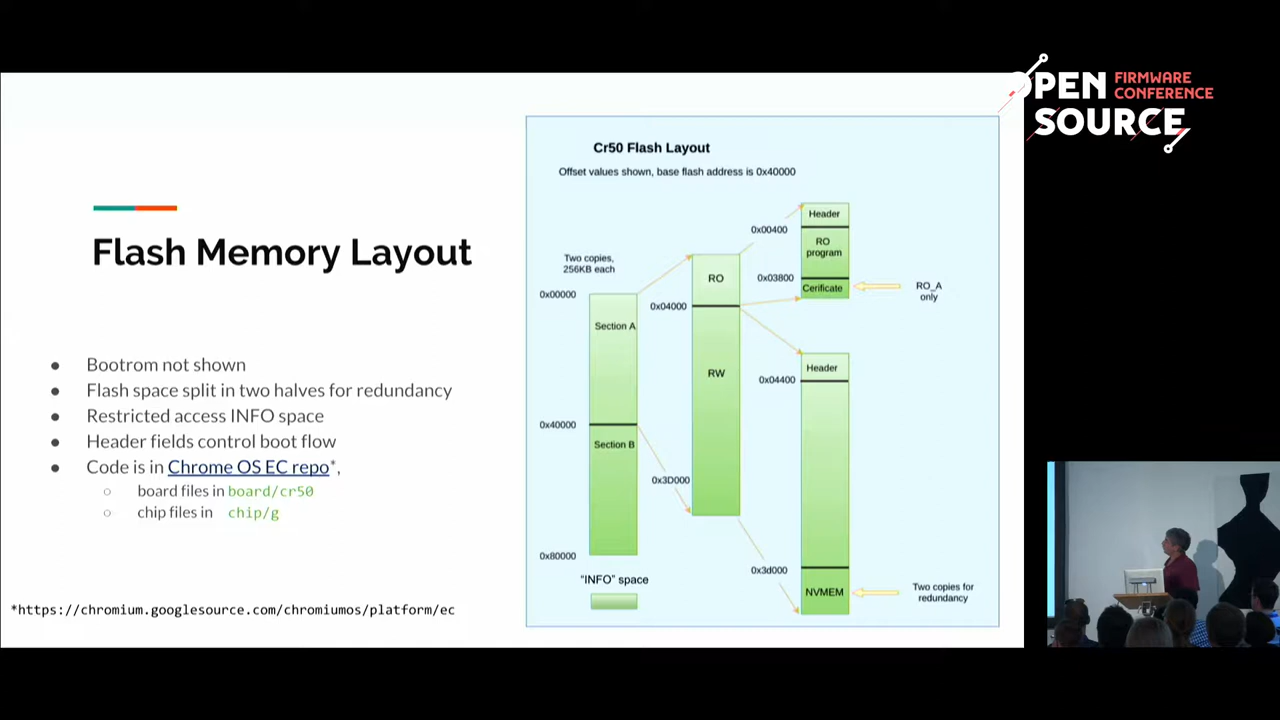 OPEN FIRMWARE CONFERENCE
SOURCE
Flash Memory Layout
● Bootrom not shown
● Flash space split in two halves for redundancy
● Restricted access INFO space
● Header fields control boot flow
● Code is in Chrome OS EC repo*,
○ board files in board/cr50
○ chip files in chip/g
*https://chromium.googlesource.com/chromiumos/platform/ec
Cr50 Flash Layout
Offset values shown, base flash address is 0x40000
Two copies,
256KB each
0x00000
Section A
0x40000
Section B
0x80000
"INFO" space
RO
0x04000
RW
0x3D000
Header
0x00400
RO
program
0x03800
Cerificate
RO_A
only
Header
0x04400
0x3d000
NVMEM
Two copies for
redundancy